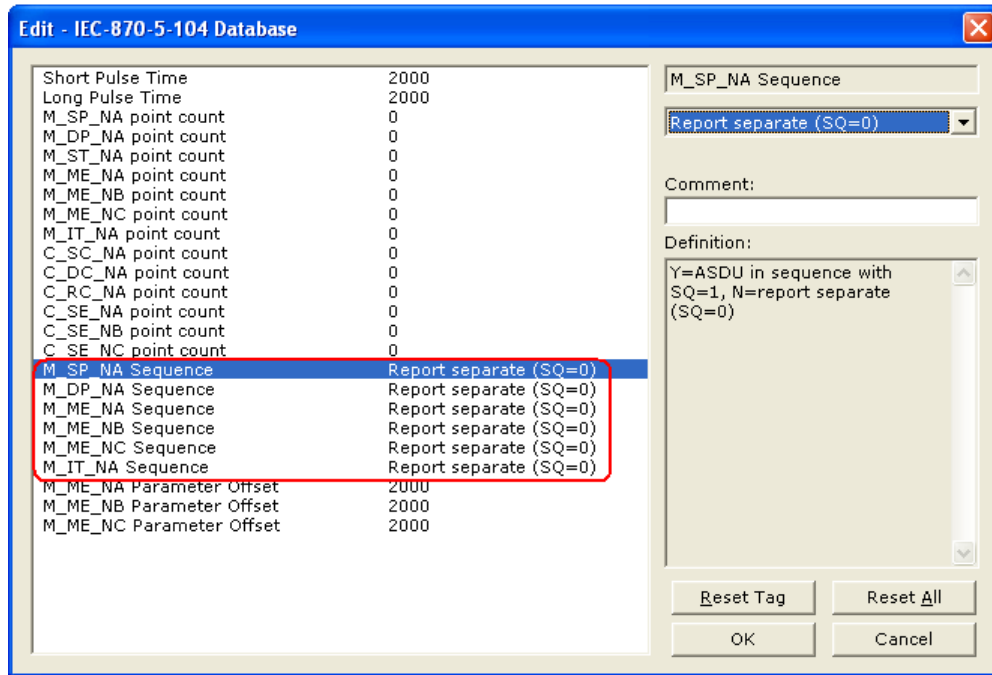 Edit - IEC-870-5-104 Database
Short Pulse Time 2000
Long Pulse Time 2000
M_SP_NA point count 0
M_DP_NA point count 0
M_ST_NA point count 0
M_ME_NA point count 0
M_ME_NB point count 0
M_ME_NC point count 0
M_IT_NA point count 0
C_SC_NA point count 0
C_DC_NA point count 0
C_RC_NA point count 0
C_SE_NA point count 0
C_SE_NB point count 0
C_SE_NC point count 0
M_SP_NA Sequence Report separate (SQ=0)
M_DP_NA Sequence Report separate (SQ=0)
M_ME_NA Sequence Report separate (SQ=0)
M_ME_NB Sequence Report separate (SQ=0)
M_ME_NC Sequence Report separate (SQ=0)
M_IT_NA Sequence Report separate (SQ=0)
M_ME_NA Parameter Offset 2000
M_ME_NB Parameter Offset 2000
M_ME_NC Parameter Offset 2000
M_SP_NA Sequence
Report separate (SQ=0)
Comment:
Definition:
Y=ASDU in sequence with
SQ=1, N=report separate
(SQ=0)
Reset Tag Reset All
OK Cancel